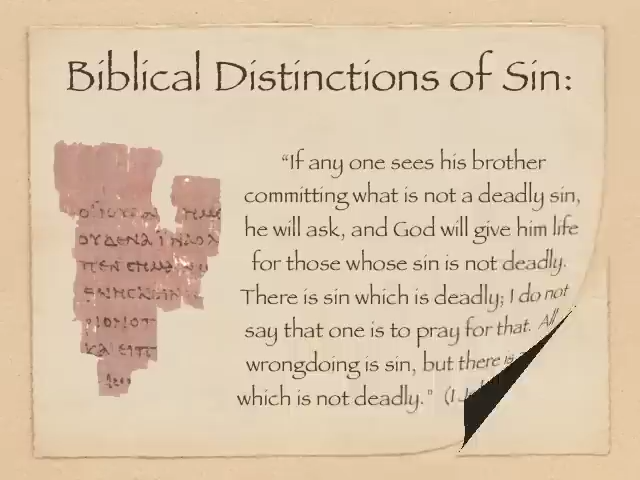 Biblical Distinctions of Sin:
“If any one sees his brother
committing what is not a deadly sin,
he will ask, and God will give him life
for those whose sin is not deadly.
There is sin which is deadly; I do not
say that one is to pray for that. All
wrongdoing is sin, but there is
which is not deadly." (I